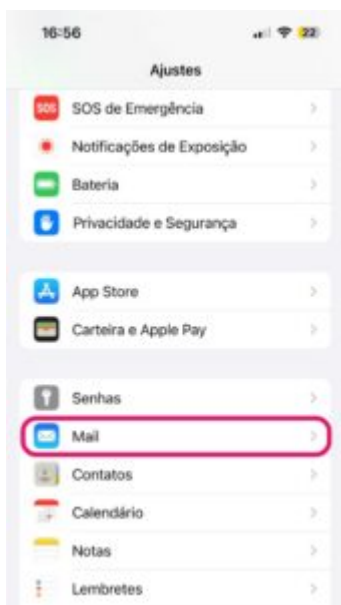 16:56
22
Ajustes
SOS
SOS de Emergência
Notificações de Exposição
Bateria
Privacidade e Segurança
App Store
Carteira e Apple Pay
Senhas
Mail
Contatos
Calendário
Notas
Lembretes